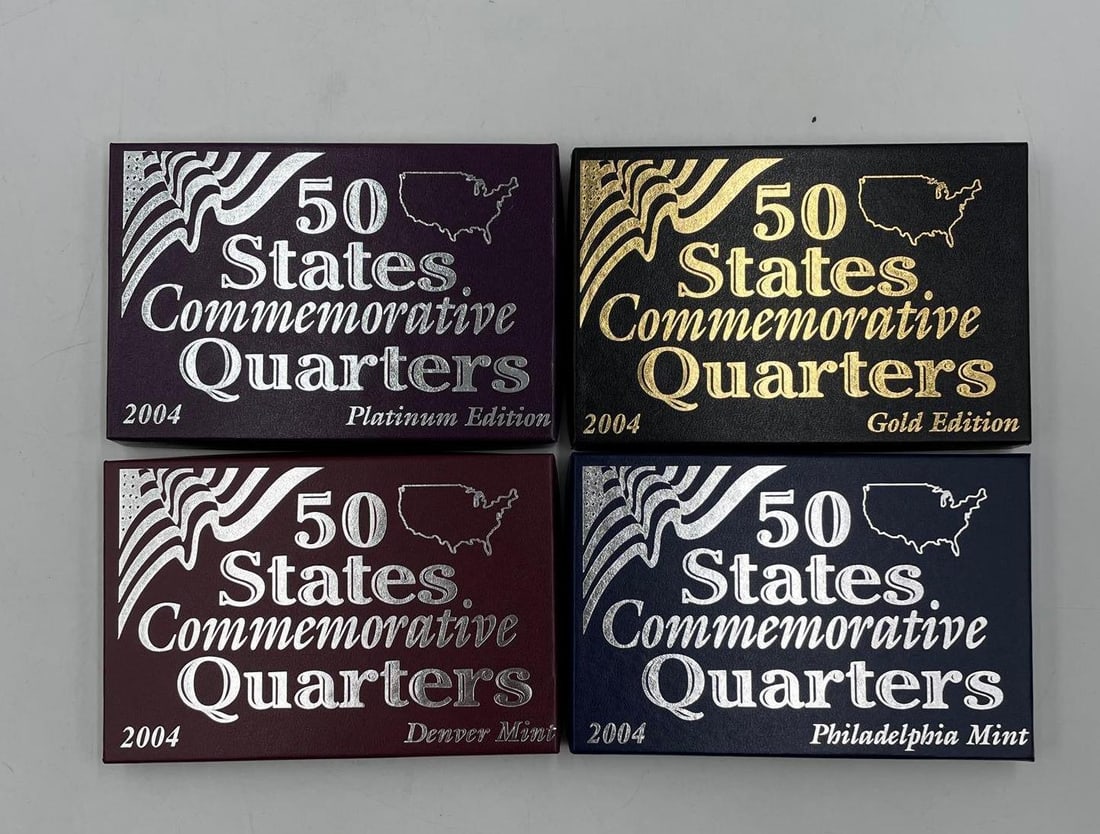 50
States
Commemorative
Quarters
2004 Platinum Edition
50
States
Commemorative
Quarters
2004 Gold Edition
50
States
Commemorative
Quarters
2004 Denver Mint
50
States
Commemorative
Quarters
2004 Philadelphia Mint